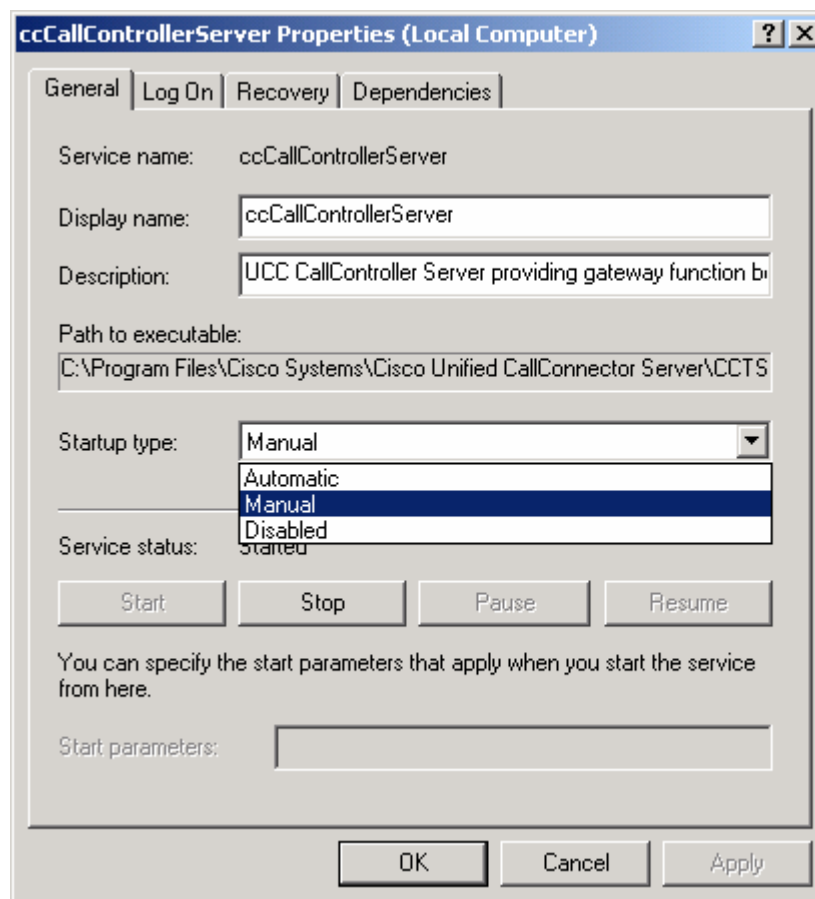 ccCallControllerServer Properties (Local Computer)
General Log On Recovery Dependencies
Service name: ccCallControllerServer
Display name: ccCallControllerServer
Description: UCC CallController Server providing gateway function
Path to executable:
C:\Program Files\Cisco Systems\Cisco Unified CallConnector Server\CCTS
Startup type: Manual
Automatic
Manual
Disabled
Service status: Started
Start Stop Pause Resume
You can specify the start parameters that apply when you start the service
from here.
Start parameters:
OK Cancel Apply